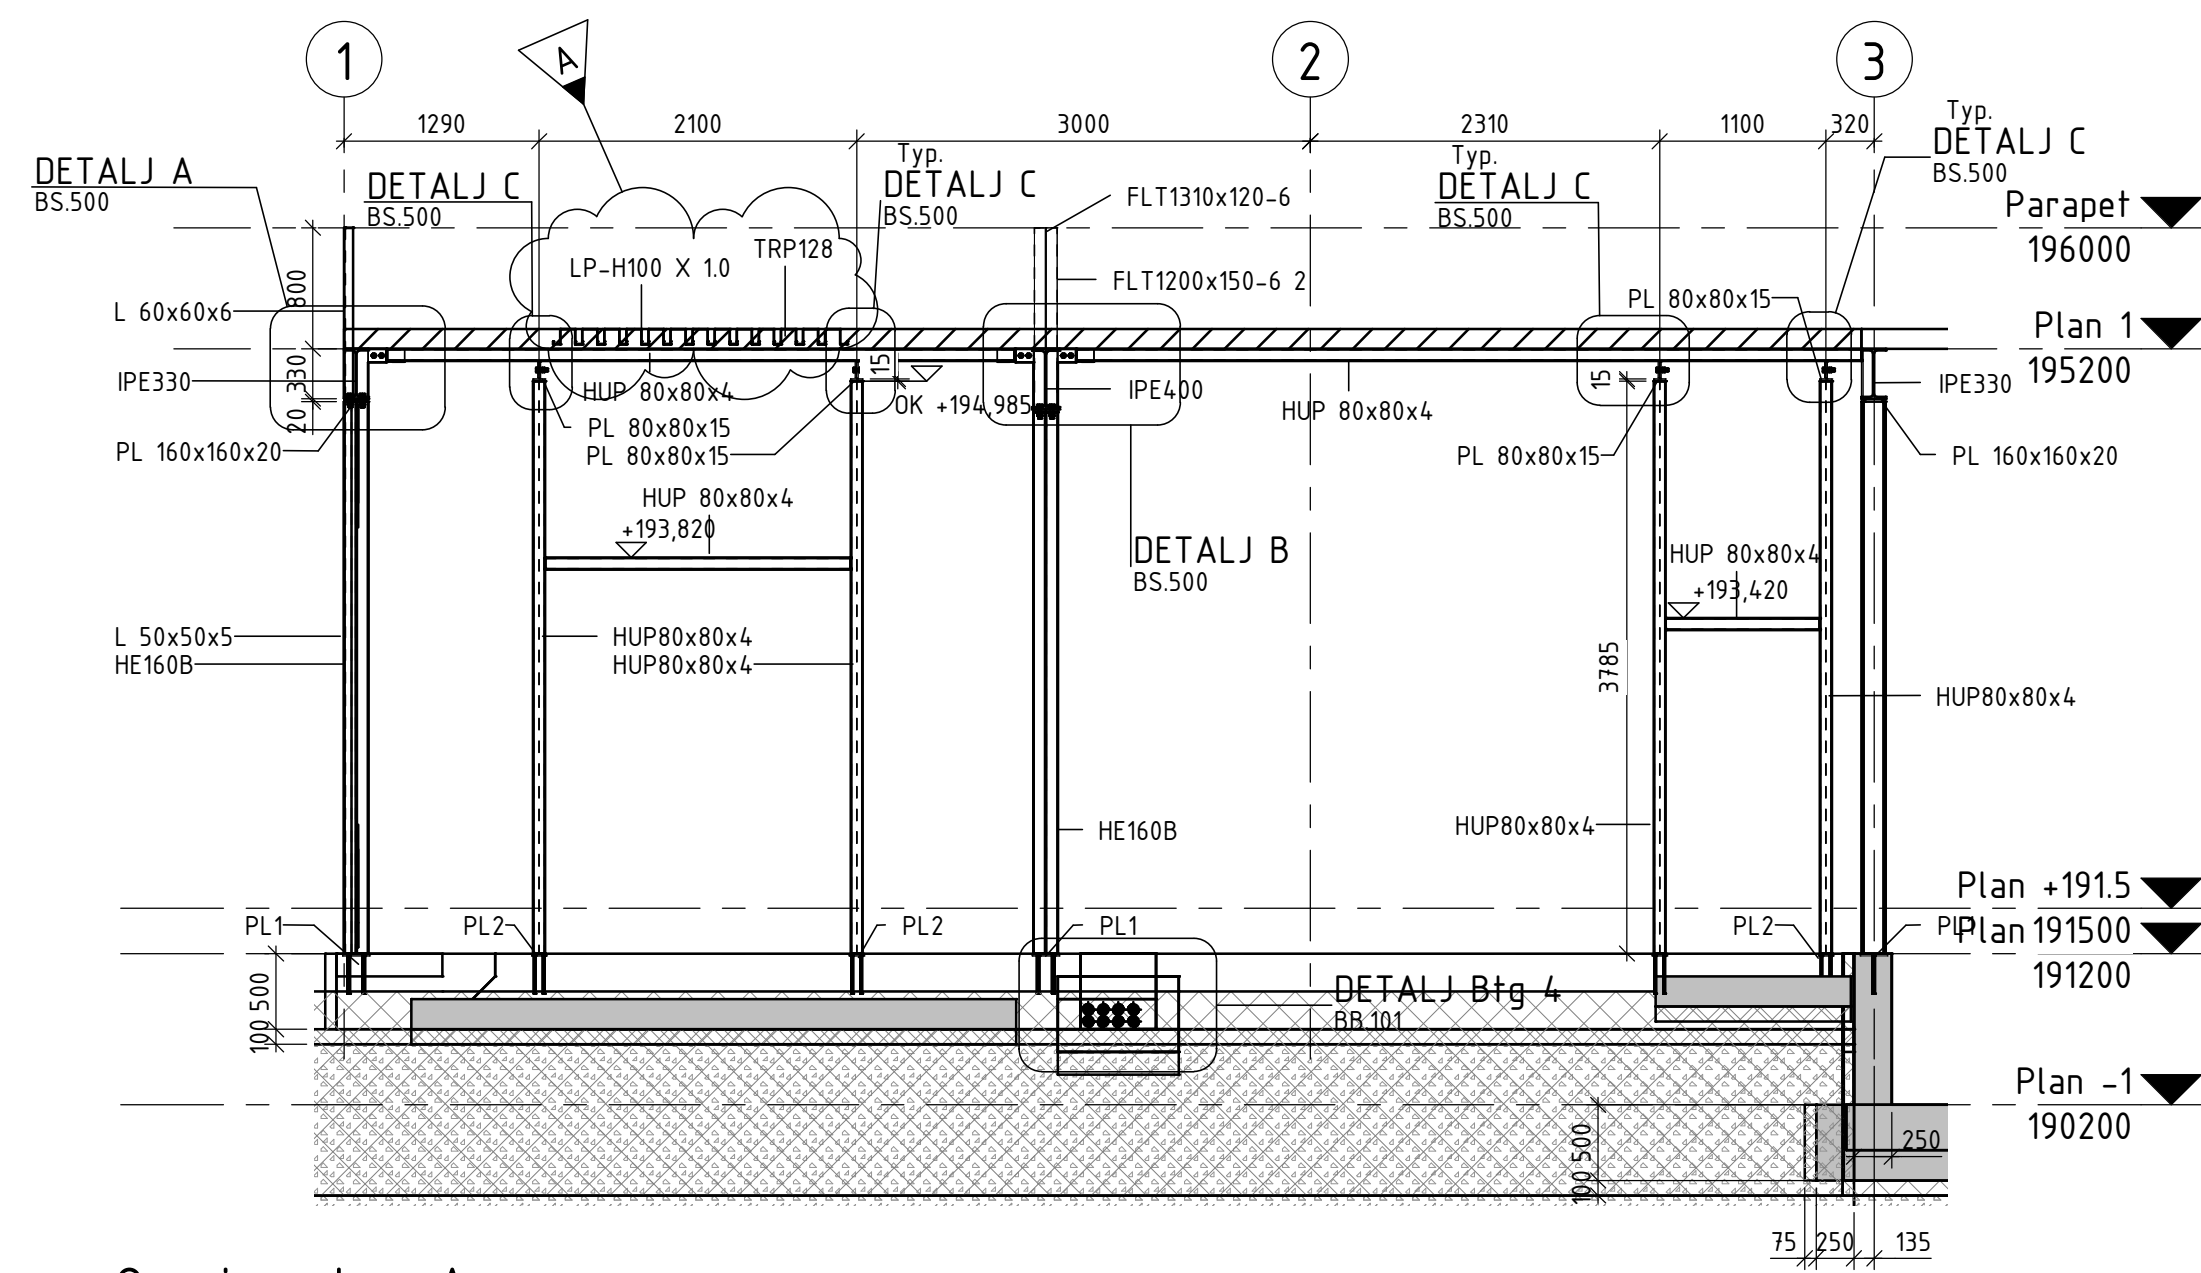 1
A
2
3
1290
2100
3000
2310
1100
320
DETALJ A
BS.500
DETALJ C
BS.500
Typ.
DETALJ C
BS.500
Typ.
DETALJ C
BS.500
Typ.
DETALJ C
BS.500
FLT1310x120-6
FLT1200x150-6 2
Parapet
196000
LP-H100 X 1.0
TRP128
800
L 60x60x6
PL 80x80x15
Plan 1
195200
330
IPE330
20
HUP 80x80x4
15
OK +194,985
IPE400
HUP 80x80x4
15
IPE330
PL 160x160x20
PL 80x80x15
PL 80x80x15
PL 80x80x15
PL 160x160x20
HUP 80x80x4
+193,820
DETALJ B
BS.500
HUP 80x80x4
+193,420
L 50x50x5
HE160B
HUP80x80x4
HUP80x80x4
3785
HUP80x80x4
HE160B
HUP80x80x4
Plan +191.5
191500
PL1
PL2
PL2
PL1
PL2
PL1
Plan
191200
500
100
DETALJ Btg 4
BB.101
Plan -1
190200
500
100
250
75
250
135